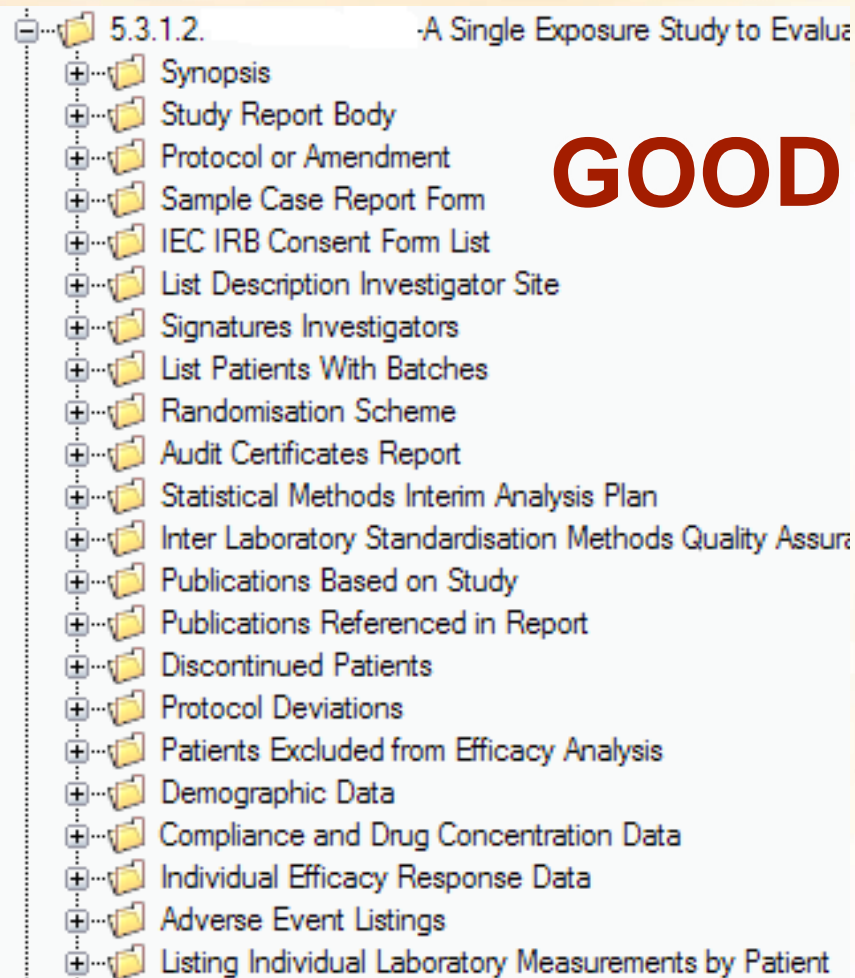 5.3.1.2. -A Single Exposure Study to Evalua
Synopsis
Study Report Body
Protocol or Amendment
GOOD
Sample Case Report Form
IEC IRB Consent Form List
List Description Investigator Site
Signatures Investigators
List Patients With Batches
Randomisation Scheme
Audit Certificates Report
Statistical Methods Interim Analysis Plan
Inter Laboratory Standardisation Methods Quality Assura
Publications Based on Study
Publications Referenced in Report
Discontinued Patients
Protocol Deviations
Patients Excluded from Efficacy Analysis
Demographic Data
Compliance and Drug Concentration Data
Individual Efficacy Response Data
Adverse Event Listings
Listing Individual Laboratory Measurements by Patient